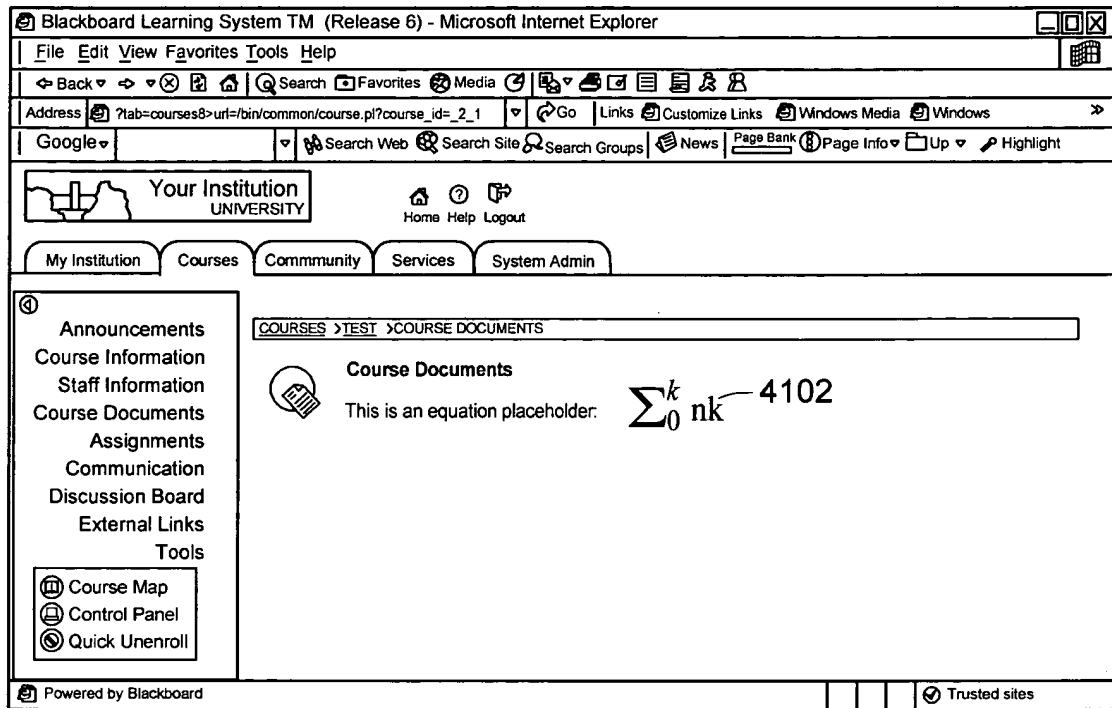 Blackboard Learning System TM (Release 6) - Microsoft Internet Explorer
File Edit View Favorites Tools Help
Back Search Favorites Media
Address ?tab=courses8>url=/bin/common/course.pl?course_id=_2_1 Go Links Customize Links Windows Media Windows »
Google Search Web Search Site Search Groups News Page Bank Page Info Up Highlight
Your Institution
UNIVERSITY
Home Help Logout
My Institution Courses Commmunity Services System Admin
Announcements
Course Information
Staff Information
Course Documents
Assignments
Communication
Discussion Board
External Links
Tools
Course Map
Control Panel
Quick Unenroll
COURSES >TEST >COURSE DOCUMENTS
Course Documents
This is an equation placeholder: ∑₀ᵏ nk 4102
Powered by Blackboard Trusted sites